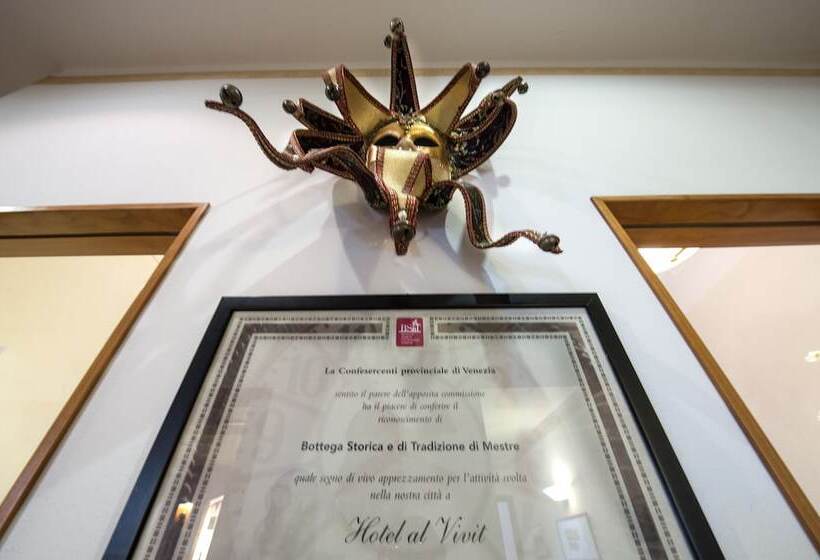 La Confesercenti provinciale di Venezia
sentito il parere dell'apposita commissione
ha il piacere di conferire il
riconoscimento di
Bottega Storica e di Tradizione di Mestre
quale segno di vivo apprezzamento per l'attività svolta
nella nostra città a
Hotel al Vivit